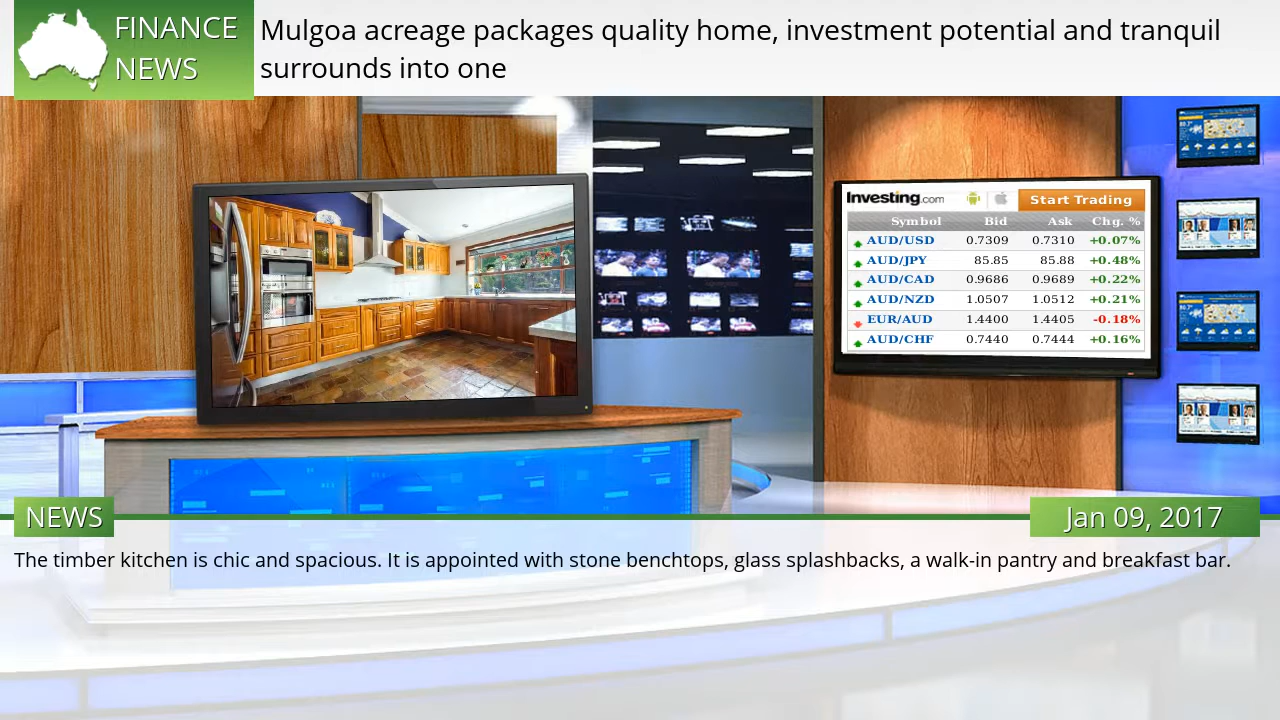 FINANCE
NEWS
Mulgoa acreage packages quality home, investment potential and tranquil
surrounds into one
Investing.com Start Trading
Symbol Bid Ask Chg. %
AUD/USD 0.7309 0.7310 +0.07%
AUD/JPY 85.85 85.88 +0.48%
AUD/CAD 0.9686 0.9689 +0.22%
AUD/NZD 1.0507 1.0512 +0.21%
EUR/AUD 1.4400 1.4405 -0.18%
AUD/CHF 0.7440 0.7444 +0.16%
NEWS
Jan 09, 2017
The timber kitchen is chic and spacious. It is appointed with stone benchtops, glass splashbacks, a walk-in pantry and breakfast bar.